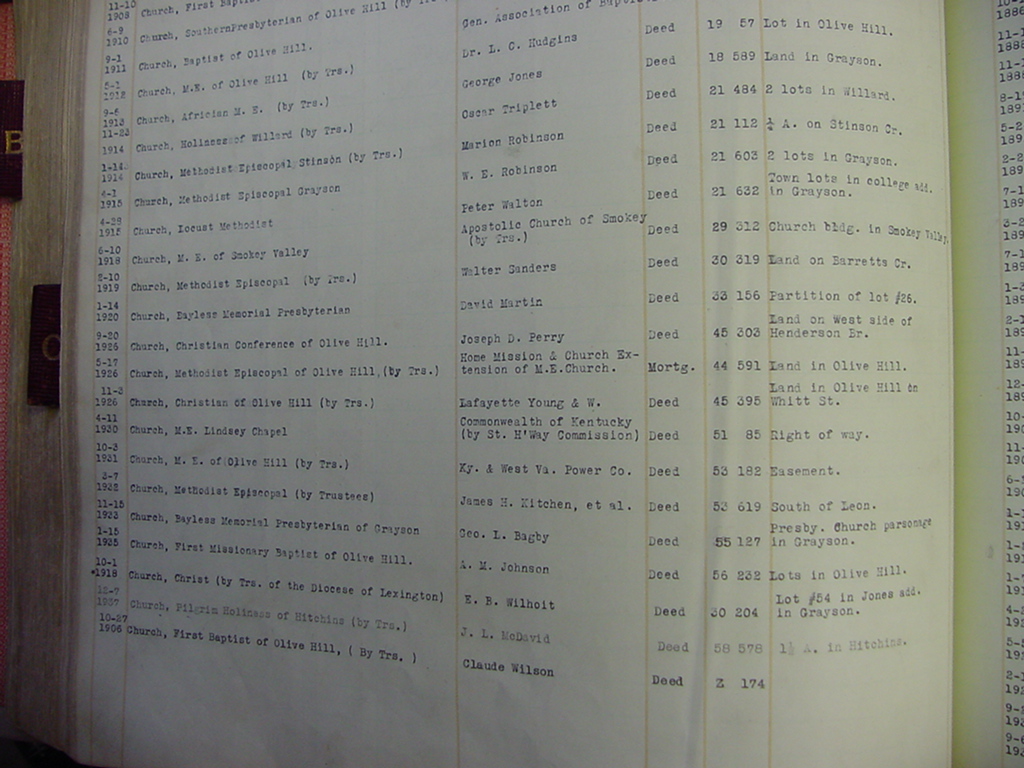 11-10
1908 Church, First Baptist
6-9
1910 Church, SouthernPresbyterian of Olive Hill (by Trs.
9-1
1911 Church, Baptist of Olive Hill. Gen. Association of Baptists
5-1
1912 Church, M.E. of Olive Hill (by Trs.) Dr. L. C. Hudgins Deed 19 57 Lot in Olive Hill.
9-6
1913 Church, African M. E. (by Trs.) George Jones Deed 18 589 Land in Grayson.
11-23
1914 Church, Holiness of Willard (by Trs.) Oscar Triplett Deed 21 484 2 lots in Willard.
1-14
1914 Church, Methodist Episcopal Stinson (by Trs.) Marion Robinson Deed 21 112 A. on Stinson Cr.
4-1
1915 Church, Methodist Episcopal Grayson W. E. Robinson Deed 21 603 2 lots in Grayson.
4-29 Town lots in college add.
1915 Church, Locust Methodist Peter Walton Deed 21 632 in Grayson.
6-10 Apostolic Church of Smokey
1918 Church, M. E. of Smokey Valley (by Trs.) Deed 29 312 Church bldg. in Smokey Valley.
8-10
1919 Church, Methodist Episcopal (by Trs.) Walter Sanders Deed 30 319 Land on Barretts Cr.
1-14
1920 Church, Bayless Memorial Presbyterian David Martin Deed 33 156 Partition of lot #26.
9-20 Land on West side of
1926 Church, Christian Conference of Olive Hill. Joseph D. Perry Deed 45 303 Henderson Br.
5-17 Home Mission & Church Ex-
1926 Church, Methodist Episcopal of Olive Hill,(by Trs.) tension of M.E.Church. Mortg. 44 591 Land in Olive Hill.
11-3 Land in Olive Hill on
1926 Church, Christian of Olive Hill (by Trs.) Lafayette Young & W. Deed 45 395 Whitt St.
4-11 Commonwealth of Kentucky
1930 Church, M.E. Lindsey Chapel (by St. H'Way Commission) Deed 51 85 Right of way.
10-3
1931 Church, M. E. of Olive Hill (by Trs.) Ky. & West Va. Power Co. Deed 53 182 Easement.
3-7
1932 Church, Methodist Episcopal (by Trustees) James H. Kitchen, et al. Deed 53 619 South of Leon.
11-15 Presby. Church parsonage
1933 Church, Bayless Memorial Presbyterian of Grayson Geo. L. Bagby Deed 55 127 in Grayson.
1-15
1935 Church, First Missionary Baptist of Olive Hill. A. M. Johnson Deed 56 232 Lots in Olive Hill.
10-1 Lot #54 in Jones add.
1918 Church, Christ (by Trs. of the Diocese of Lexington) E. B. Wilhoit Deed 30 204 in Grayson.
12-7
1937 Church, Pilgrim Holiness of Hitchins (by Trs.) J. L. McDavid Deed 58 578 1½ A. in Hitchins.
10-27
1906 Church, First Baptist of Olive Hill, ( By Trs. ) Claude Wilson Deed Z 174
B
C